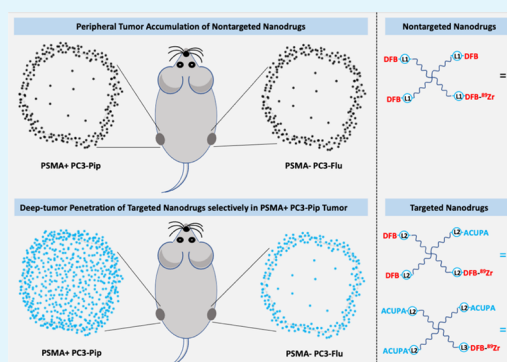 Peripheral Tumor Accumulation of Nontargeted Nanodrugs
PSMA+ PC3-Pip
PSMA- PC3-Flu
Nontargeted Nanodrugs
DFB L1
L1 DFB
DFB L1
L1 DFB-89Zr
=
Deep-tumor Penetration of Targeted Nanodrugs selectively in PSMA+ PC3-Pip Tumor
PSMA+ PC3-Pip
PSMA- PC3-Flu
Targeted Nanodrugs
DFB L2
L2 ACUPA
DFB L2
L2 DFB-89Zr
=
ACUPA L2
L2 ACUPA
ACUPA L2
L3 DFB-89Zr
=